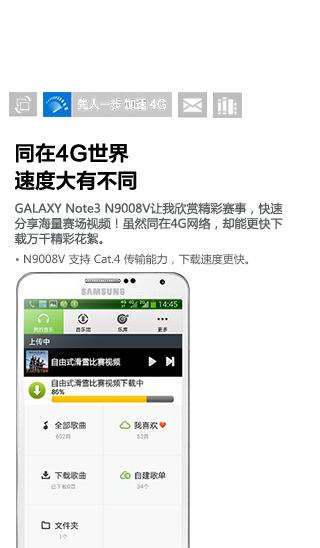 先人一步 加速 4G
同在4G世界
速度大有不同
GALAXY Note3 N9008V让我欣赏精彩赛事，快速
分享海量赛场视频！虽然同在4G网络，却能更快下
载万千精彩花絮。
• N9008V 支持 Cat.4 传输能力，下载速度更快。
SAMSUNG
14:45
我的音乐 音乐馆 乐库 更多
上传中
自由式滑雪比赛视频
自由式滑雪比赛视频下载中
86%
全部歌曲 我喜欢
602首 53首
下载歌曲 自建歌单
已下载0首 34个
文件夹
1个